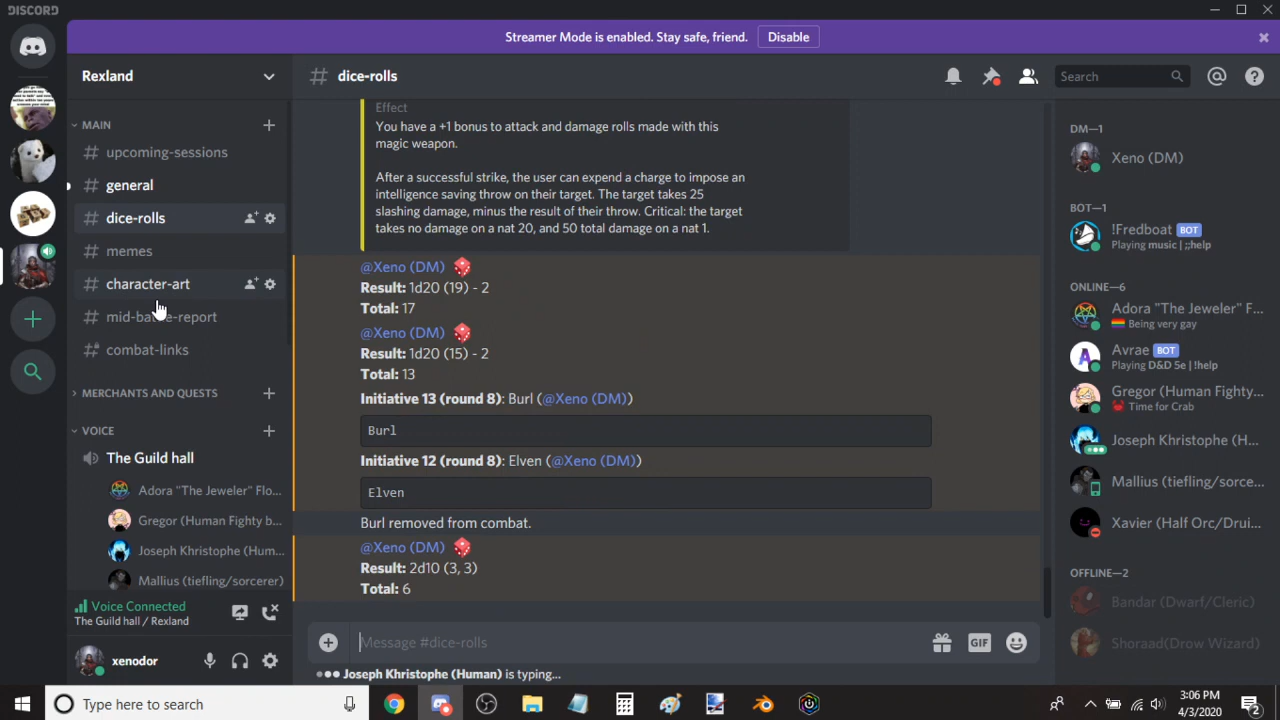 DISCORD
Streamer Mode is enabled. Stay safe, friend. Disable
Rexland
dice-rolls
Search
MAIN
upcoming-sessions
general
dice-rolls
memes
character-art
mid-battle-report
combat-links
MERCHANTS AND QUESTS
VOICE
The Guild hall
Adora "The Jeweler" Flo...
Gregor (Human Fighty b...
Joseph Khristophe (Hum...
Mallius (tiefling/sorcerer)
Voice Connected
The Guild hall / Rexland
xenodor
Effect
You have a +1 bonus to attack and damage rolls made with this
magic weapon.
After a successful strike, the user can expend a charge to impose an
intelligence saving throw on their target. The target takes 25
slashing damage, minus the result of their throw. Critical: the target
takes no damage on a nat 20, and 50 total damage on a nat 1.
@Xeno (DM)
Result: 1d20 (19) - 2
Total: 17
@Xeno (DM)
Result: 1d20 (15) - 2
Total: 13
Initiative 13 (round 8): Burl (@Xeno (DM))
Burl
Initiative 12 (round 8): Elven (@Xeno (DM))
Elven
Burl removed from combat.
@Xeno (DM)
Result: 2d10 (3, 3)
Total: 6
Message #dice-rolls
GIF
Joseph Khristophe (Human) is typing...
DM—1
Xeno (DM)
BOT—1
!Fredboat BOT
Playing music | ;;help
ONLINE—6
Adora "The Jeweler" F...
Being very gay
Avrae BOT
Playing D&D 5e | !help
Gregor (Human Fighty...
Time for Crab
Joseph Khristophe (H...
Mallius (tiefling/sorce...
Xavier (Half Orc/Drui...
OFFLINE—2
Bandar (Dwarf/Cleric)
Shoraad(Drow Wizard)
Type here to search
3:06 PM
4/3/2020
2